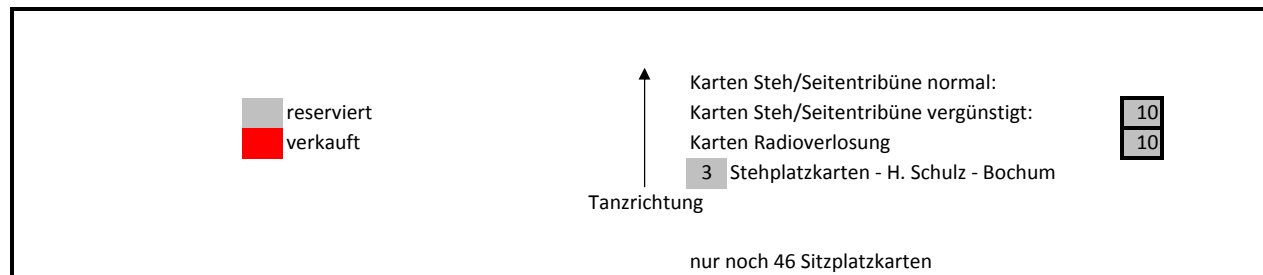 Karten Steh/Seitentribüne normal:
reserviert
Karten Steh/Seitentribüne vergünstigt: 10
verkauft
Karten Radioverlosung 10
3 Stehplatzkarten - H. Schulz - Bochum
Tanzrichtung
nur noch 46 Sitzplatzkarten